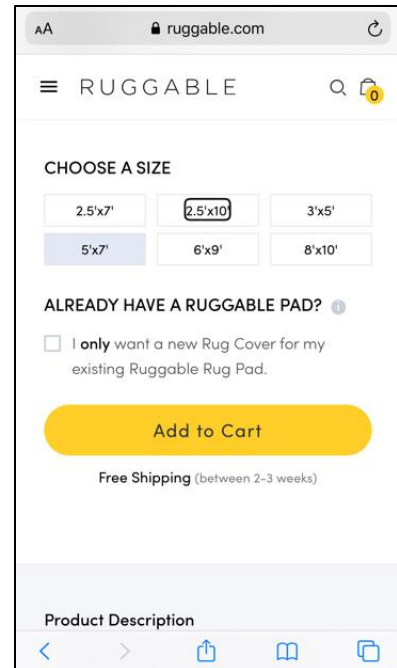 AA ruggable.com
RUGGABLE 0
CHOOSE A SIZE
2.5'x7' 2.5'x10' 3'x5'
5'x7' 6'x9' 8'x10'
ALREADY HAVE A RUGGABLE PAD? i
I only want a new Rug Cover for my
existing Ruggable Rug Pad.
Add to Cart
Free Shipping (between 2-3 weeks)
Product Description